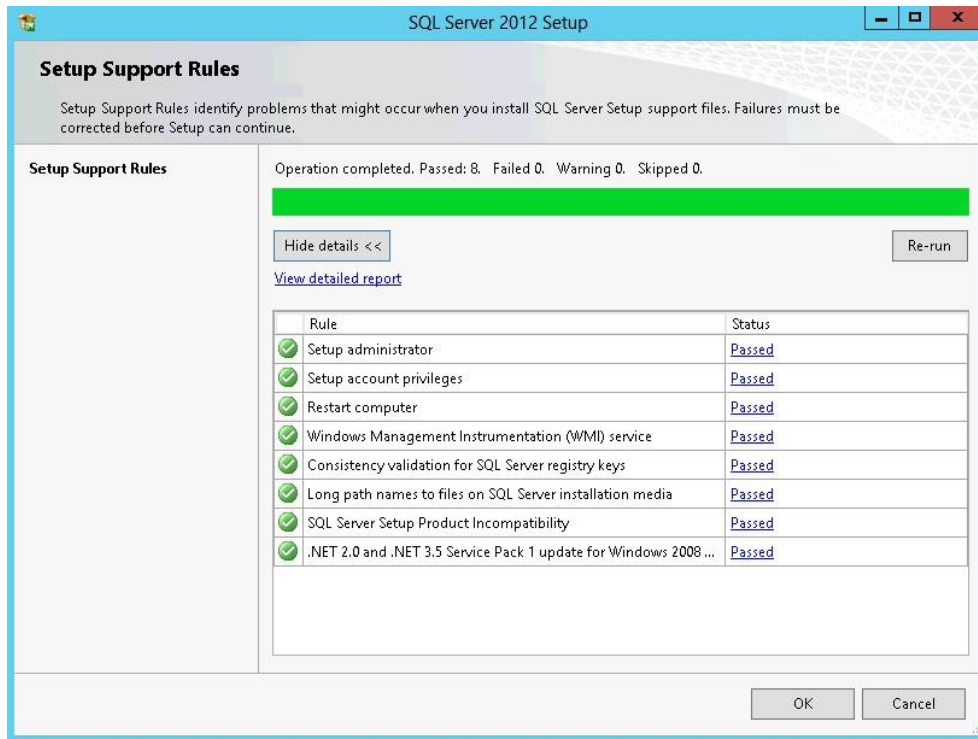 SQL Server 2012 Setup
Setup Support Rules
Setup Support Rules identify problems that might occur when you install SQL Server Setup support files. Failures must be
corrected before Setup can continue.
Setup Support Rules
Operation completed. Passed: 8.   Failed 0.   Warning 0.   Skipped 0.
Hide details <<
Re-run
View detailed report
Rule Status
Setup administrator Passed
Setup account privileges Passed
Restart computer Passed
Windows Management Instrumentation (WMI) service Passed
Consistency validation for SQL Server registry keys Passed
Long path names to files on SQL Server installation media Passed
SQL Server Setup Product Incompatibility Passed
.NET 2.0 and .NET 3.5 Service Pack 1 update for Windows 2008 ... Passed
OK Cancel